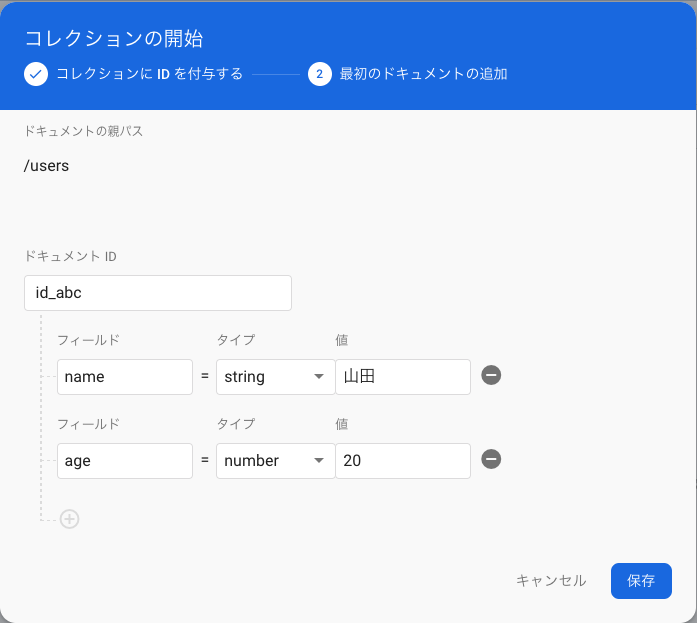 コレクションの開始
コレクションに ID を付与する 2 最初のドキュメントの追加
ドキュメントの親パス
/users
ドキュメント ID
id_abc
フィールド タイプ 値
name = string 山田
フィールド タイプ 値
age = number 20
キャンセル 保存